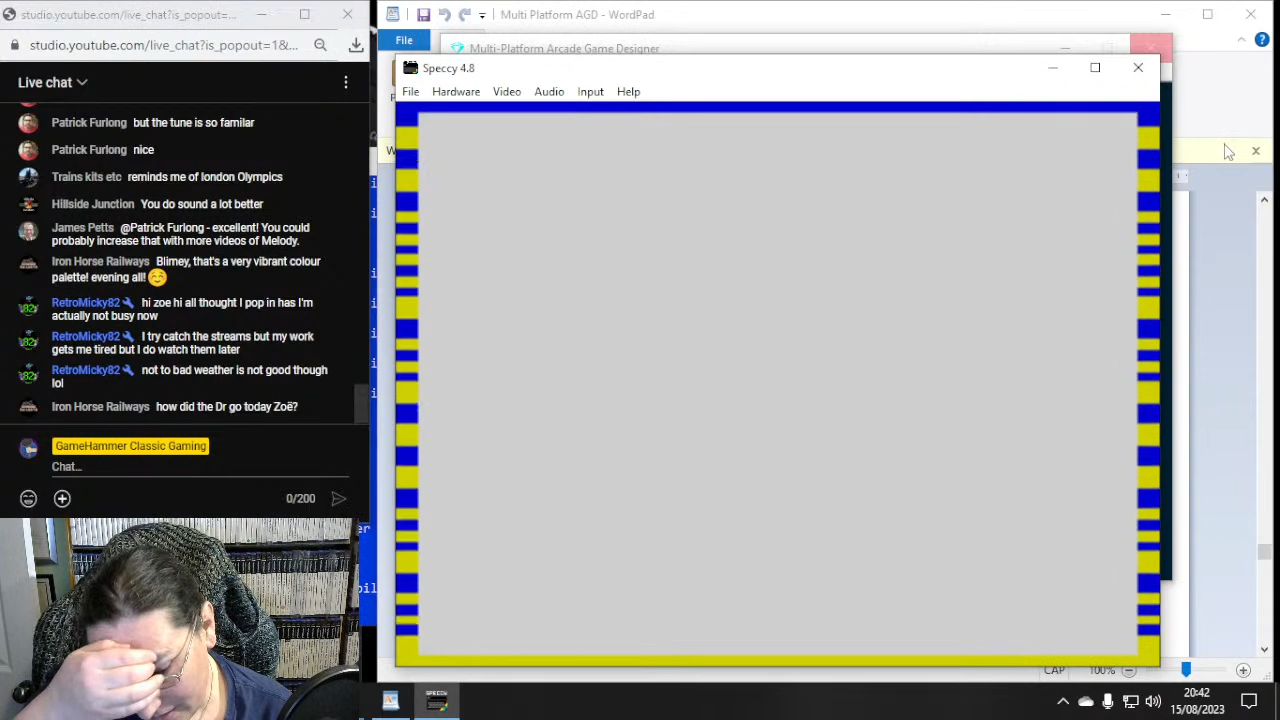 studio.youtube.com/live_chat?is_popout=...
studio.youtube.com/live_chat?is_popout=1&...
Live chat
Patrick Furlong but the tune is so familar
Patrick Furlong nice
Trains kits etc reminds me of london Olympics
Hillside Junction You do sound a lot better
James Petts @Patrick Furlong - excellent! You could
probably increase that with more videos of Melody.
Iron Horse Railways Blimey, that's a very vibrant colour
palette! evening all!
RetroMicky82 hi zoe hi all thought I pop in has I'm
actually not busy now
RetroMicky82 I try catch the streams but my work
gets me tired but I do watch them later
RetroMicky82 not to bad weather is not good though
lol
Iron Horse Railways how did the Dr go today Zoë?
GameHammer Classic Gaming
Chat...
0/200
Multi Platform AGD - WordPad
File
Multi-Platform Arcade Game Designer
Speccy 4.8
File Hardware Video Audio Input Help
CAP 100%
SPECCY
20:42
15/08/2023